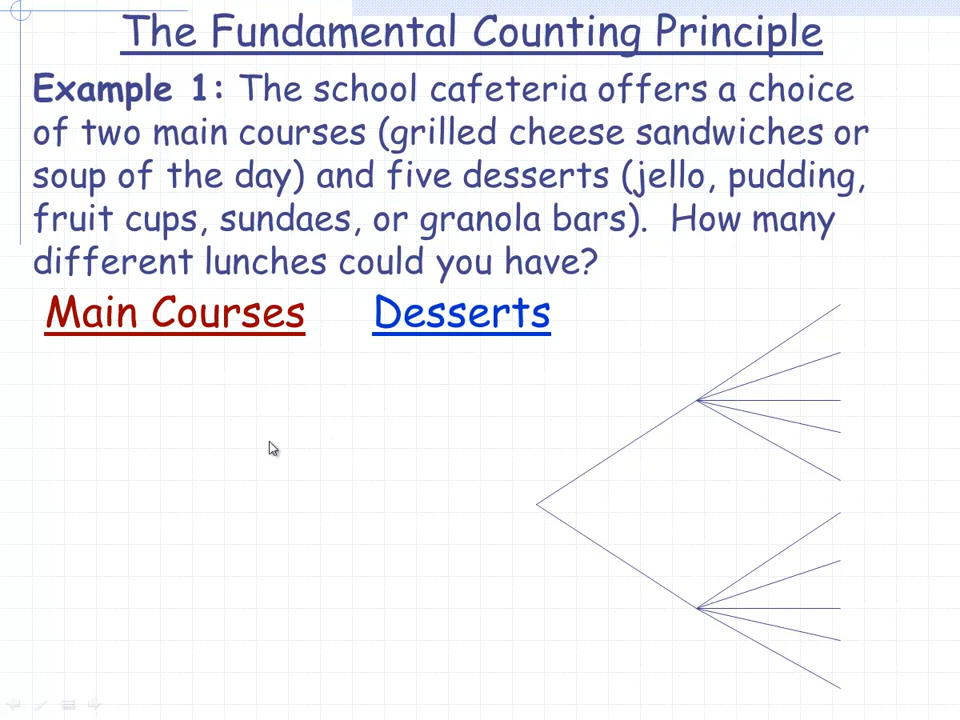 The Fundamental Counting Principle
Example 1: The school cafeteria offers a choice
of two main courses (grilled cheese sandwiches or
soup of the day) and five desserts (jello, pudding,
fruit cups, sundaes, or granola bars).  How many
different lunches could you have?
Main Courses Desserts